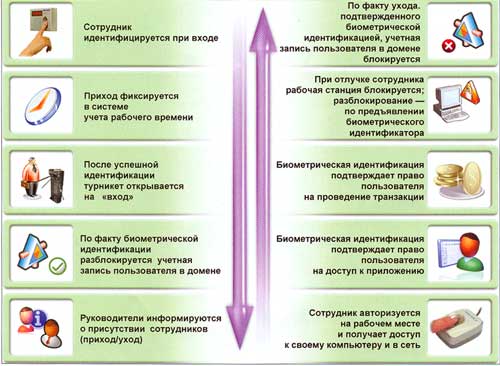 Сотрудник
идентифицируется при входе
Приход фиксируется
в системе
учета рабочего времени
После успешной
идентификации
турникет открывается
на «вход»
По факту биометрической
идентификации
разблокируется учетная
запись пользователя в домене
Руководители информируются
о присутствии сотрудников
(приход/уход)
По факту ухода.
подтвержденного
биометрической
идентификацией, учетная
запись пользователя в домене
блокируется
При отлучке сотрудника
рабочая станция блокируется;
разблокирование —
по предъявлении
биометрического
идентификатора
Биометрическая идентификация
подтверждает право
пользователя
на проведение транзакции
Биометрическая идентификация
подтверждает право
пользователя
на доступ к приложению
Сотрудник авторизуется
на рабочем месте
и получает доступ
к своему компьютеру и в сеть